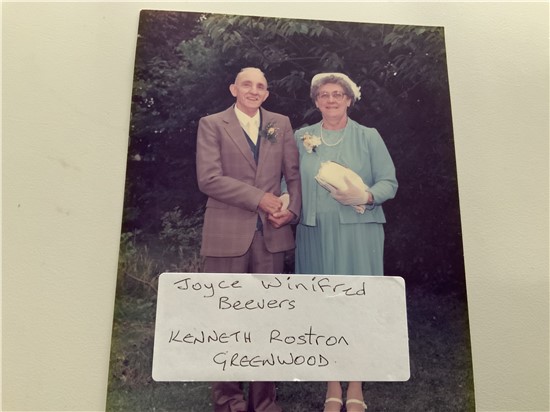 Joyce Winifred
Beevers
KENNETH Rostron
GREENWOOD.